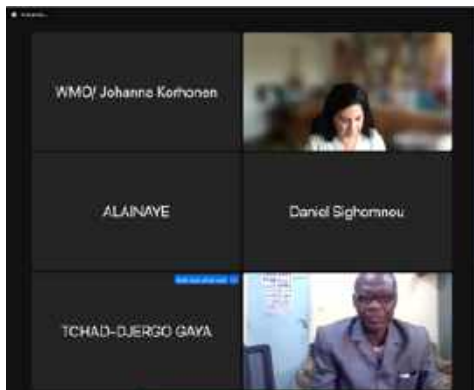 WMO/ Johanna Korhonen
ALAINAYE
Daniel Sighomnou
TCHAD-DJERGO GAYA